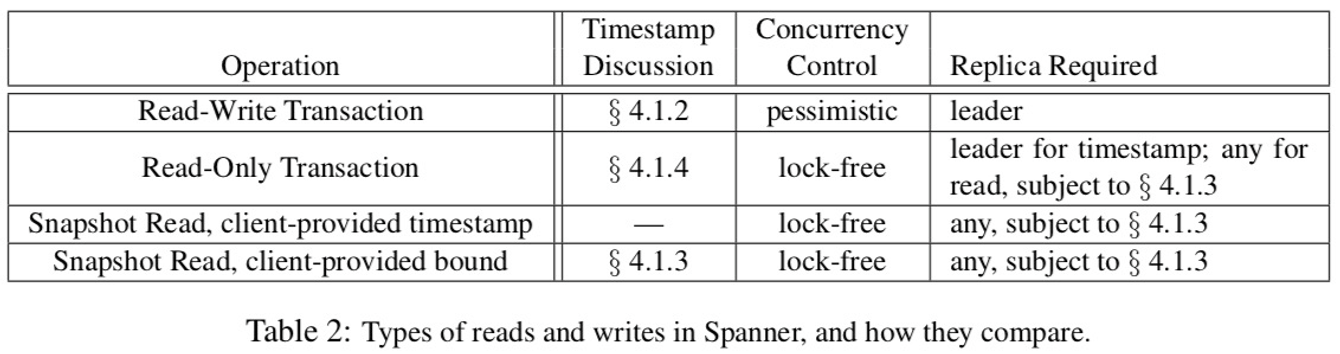 Operation | Timestamp Discussion | Concurrency Control | Replica Required
Read-Write Transaction | § 4.1.2 | pessimistic | leader
Read-Only Transaction | § 4.1.4 | lock-free | leader for timestamp; any for read, subject to § 4.1.3
Snapshot Read, client-provided timestamp | — | lock-free | any, subject to § 4.1.3
Snapshot Read, client-provided bound | § 4.1.3 | lock-free | any, subject to § 4.1.3
Table 2: Types of reads and writes in Spanner, and how they compare.